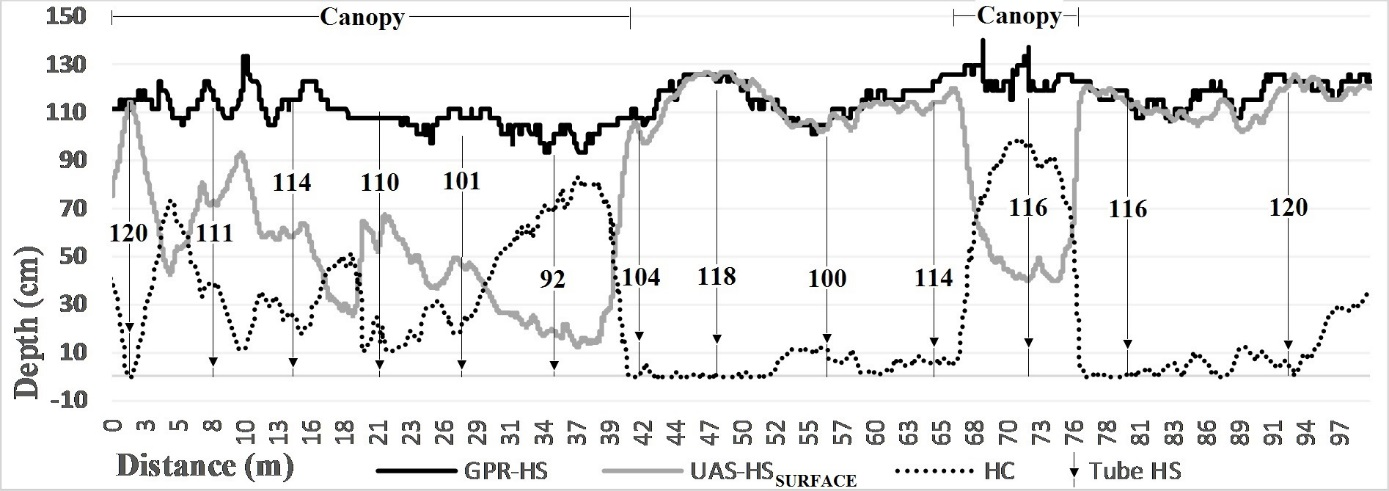 Canopy Canopy
150
130
110
90
70
50
30
10
-10
Depth (cm)
120 111 114 110 101 92 104 118 100 114 116 116 120
0 3 5 8 10 13 16 18 21 23 26 29 31 34 37 39 42 44 47 50 52 55 57 60 63 65 68 70 73 76 78 81 83 86 89 91 94 97
Distance (m)
GPR-HS UAS-HSSURFACE HC Tube HS